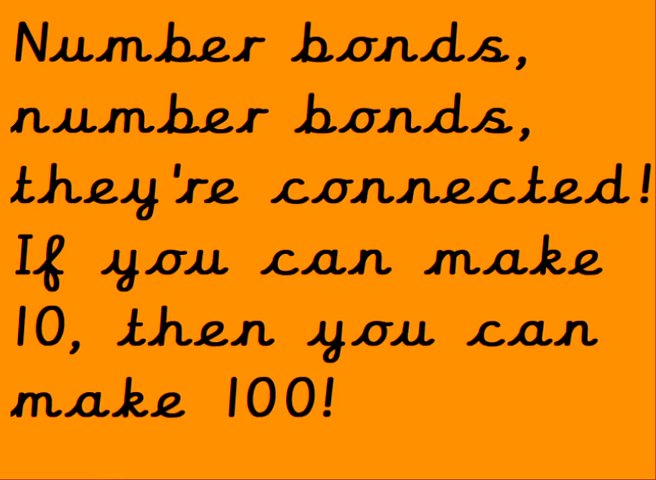 Number bonds,
number bonds,
they're connected!
If you can make
10, then you can
make 100!